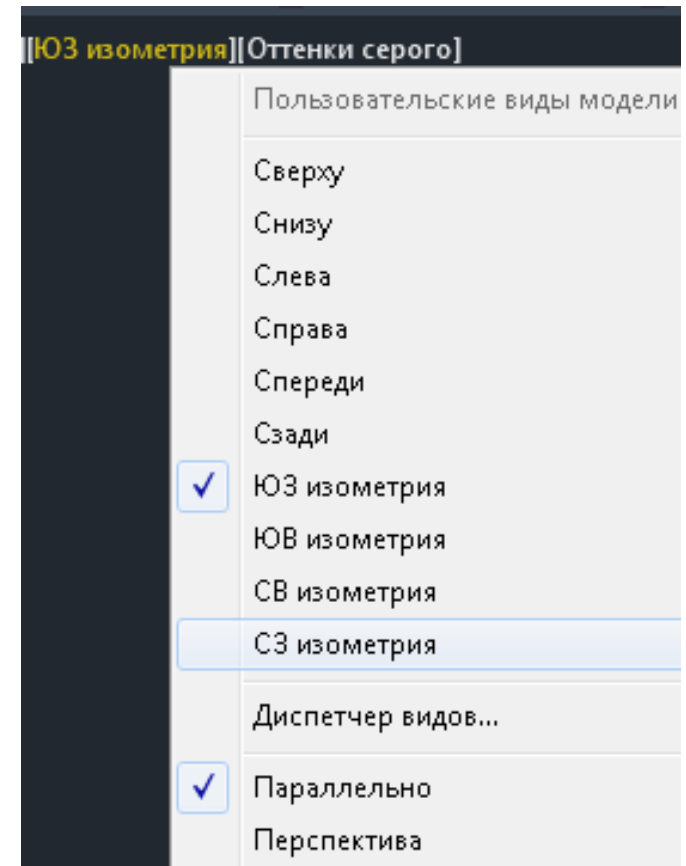 ][ЮЗ изометрия][Оттенки серого]
Пользовательские виды модели
Сверху
Снизу
Слева
Справа
Спереди
Сзади
ЮЗ изометрия
ЮВ изометрия
СВ изометрия
СЗ изометрия
Диспетчер видов...
Параллельно
Перспектива